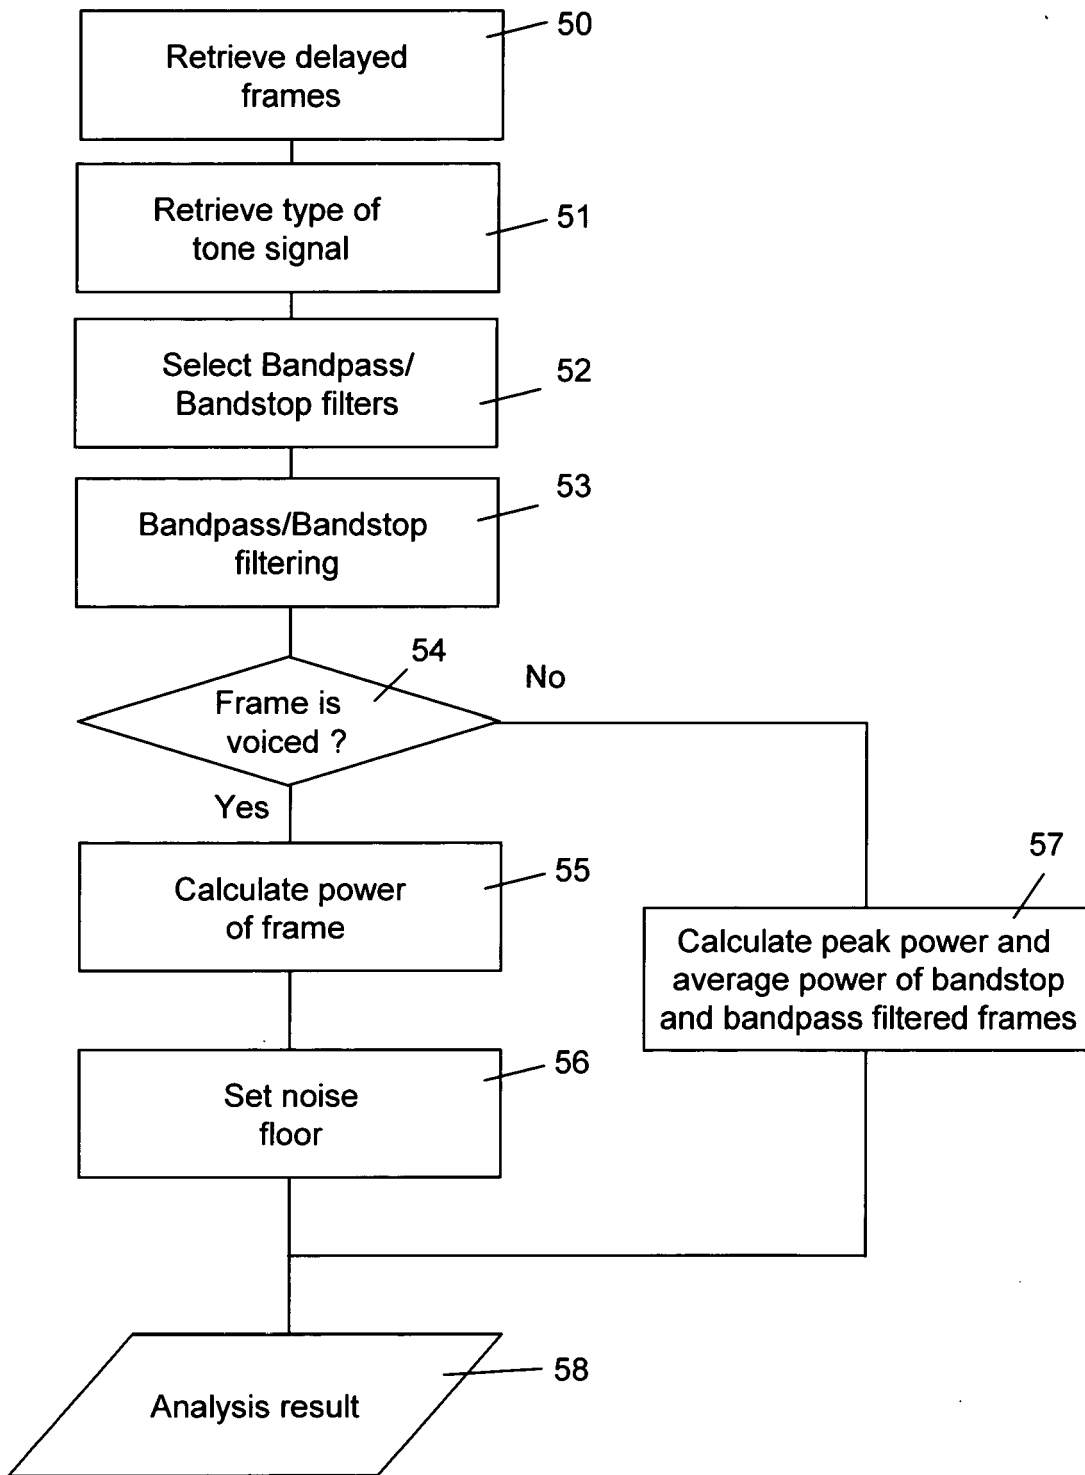 50
Retrieve delayed
frames
51
Retrieve type of
tone signal
52
Select Bandpass/
Bandstop filters
53
Bandpass/Bandstop
filtering
54
No
Frame is
voiced ?
Yes
55
Calculate power
of frame
57
Calculate peak power and
average power of bandstop
and bandpass filtered frames
56
Set noise
floor
58
Analysis result